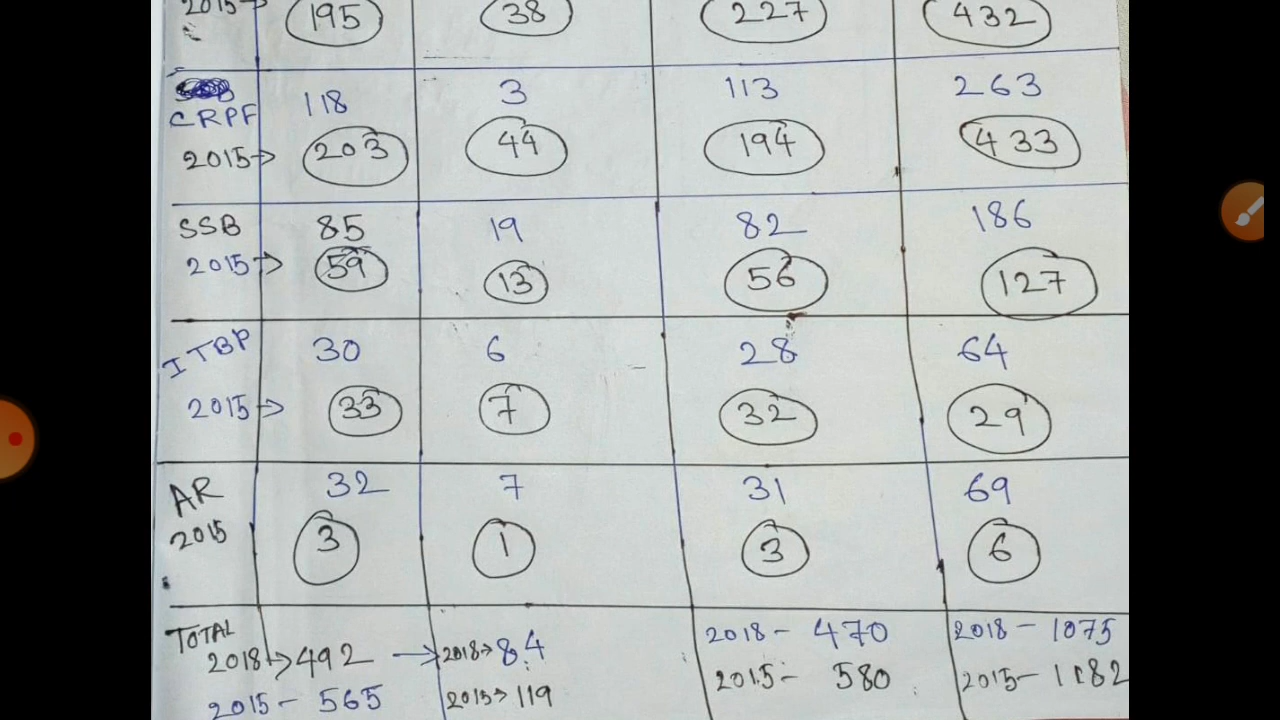 2015→ 195 38 227 432
CRPF 118 3 113 263
2015→ 203 44 194 433
SSB 85 19 82 186
2015→ 59 13 56 127
ITBP 30 6 28 64
2015→ 33 7 32 29
AR 32 7 31 69
2015 3 1 3 6
TOTAL
2018→492 →2018→84 2018- 470 2018- 1075
2015- 565 2015→119 2015- 580 2015-